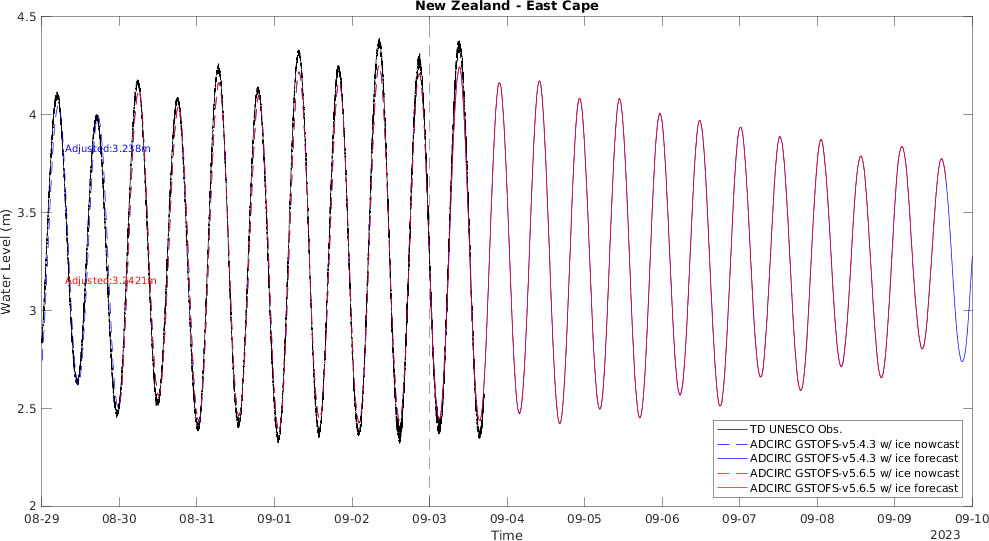 New Zealand - East Cape
4.5
4
3.5
3
2.5
2
Water Level (m)
Adjusted:3.238m
Adjusted:3.2421m
TD UNESCO Obs.
ADCIRC GSTOFS-v5.4.3 w/ ice nowcast
ADCIRC GSTOFS-v5.4.3 w/ ice forecast
ADCIRC GSTOFS-v5.6.5 w/ ice nowcast
ADCIRC GSTOFS-v5.6.5 w/ ice forecast
08-29 08-30 08-31 09-01 09-02 09-03 09-04 09-05 09-06 09-07 09-08 09-09 09-10
Time
2023